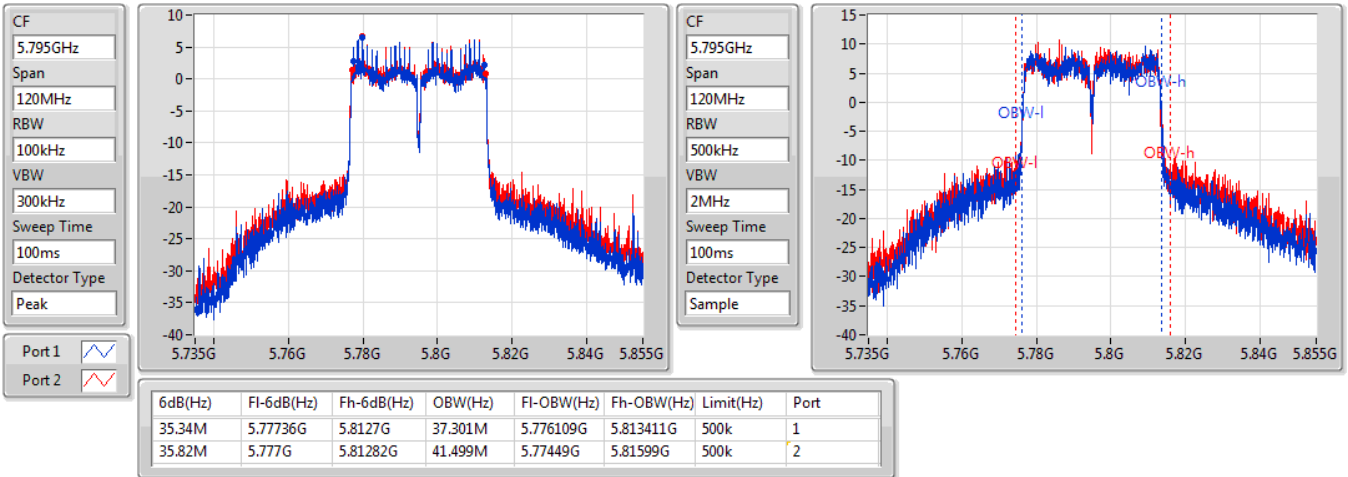 CF
5.795GHz
Span
120MHz
RBW
100kHz
VBW
300kHz
Sweep Time
100ms
Detector Type
Peak
Port 1
Port 2
10
5
0
-5
-10
-15
-20
-25
-30
-35
-40
5.735G 5.76G 5.78G 5.8G 5.82G 5.84G 5.855G
CF
5.795GHz
Span
120MHz
RBW
500kHz
VBW
2MHz
Sweep Time
100ms
Detector Type
Sample
15
10
5
0
-5
-10
-15
-20
-25
-30
-35
-40
OBW-h
OBW-l
OBW-h
OBW-l
5.735G 5.76G 5.78G 5.8G 5.82G 5.84G 5.855G
6dB(Hz) Fl-6dB(Hz) Fh-6dB(Hz) OBW(Hz) Fl-OBW(Hz) Fh-OBW(Hz) Limit(Hz) Port
35.34M 5.77736G 5.8127G 37.301M 5.776109G 5.813411G 500k 1
35.82M 5.777G 5.81282G 41.499M 5.77449G 5.81599G 500k 2